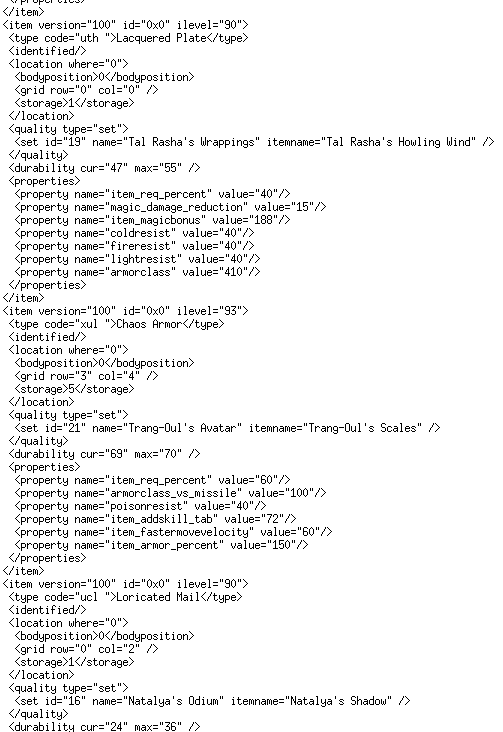 </properties>
</item>
<item version="100" id="0x0" ilevel="90">
<type code="uth ">Lacquered Plate</type>
<identified/>
<location where="0">
<bodyposition>0</bodyposition>
<grid row="0" col="0" />
<storage>1</storage>
</location>
<quality type="set">
<set id="19" name="Tal Rasha's Wrappings" itemname="Tal Rasha's Howling Wind" />
</quality>
<durability cur="47" max="55" />
<properties>
<property name="item_req_percent" value="40"/>
<property name="magic_damage_reduction" value="15"/>
<property name="item_magicbonus" value="188"/>
<property name="coldresist" value="40"/>
<property name="fireresist" value="40"/>
<property name="lightresist" value="40"/>
<property name="armorclass" value="410"/>
</properties>
</item>
<item version="100" id="0x0" ilevel="93">
<type code="xul ">Chaos Armor</type>
<identified/>
<location where="0">
<bodyposition>0</bodyposition>
<grid row="3" col="4" />
<storage>5</storage>
</location>
<quality type="set">
<set id="21" name="Trang-Oul's Avatar" itemname="Trang-Oul's Scales" />
</quality>
<durability cur="69" max="70" />
<properties>
<property name="item_req_percent" value="60"/>
<property name="armorclass_vs_missile" value="100"/>
<property name="poisonresist" value="40"/>
<property name="item_addskill_tab" value="72"/>
<property name="item_fastermovevelocity" value="60"/>
<property name="item_armor_percent" value="150"/>
</properties>
</item>
<item version="100" id="0x0" ilevel="90">
<type code="ucl ">Loricated Mail</type>
<identified/>
<location where="0">
<bodyposition>0</bodyposition>
<grid row="0" col="2" />
<storage>1</storage>
</location>
<quality type="set">
<set id="16" name="Natalya's Odium" itemname="Natalya's Shadow" />
</quality>
<durability cur="24" max="36" />